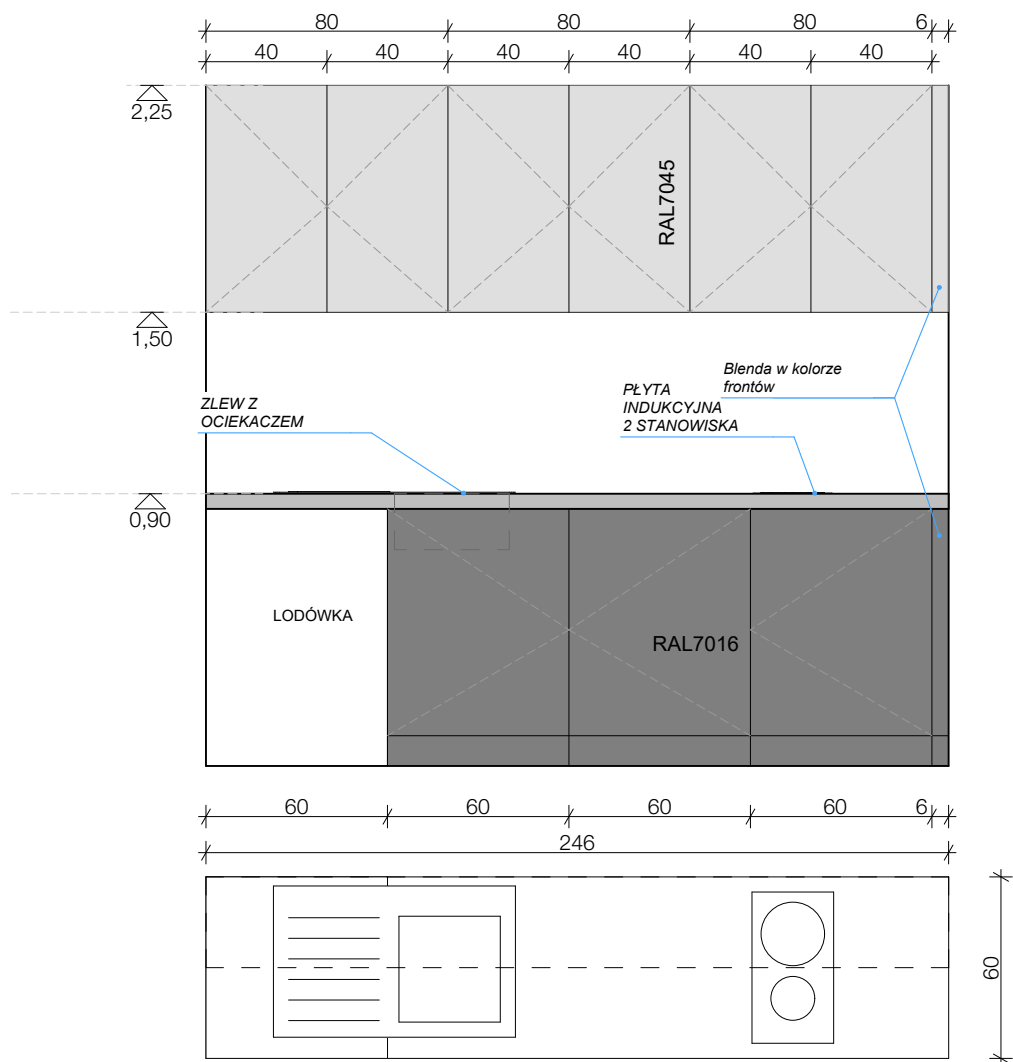 80 80 80 6
40 40 40 40 40 40
2,25
RAL7045
1,50
Blenda w kolorze
frontów
ZLEW Z
OCIEKACZEM
PŁYTA
INDUKCYJNA
2 STANOWISKA
0,90
LODÓWKA
RAL7016
60 60 60 60 6
246
60